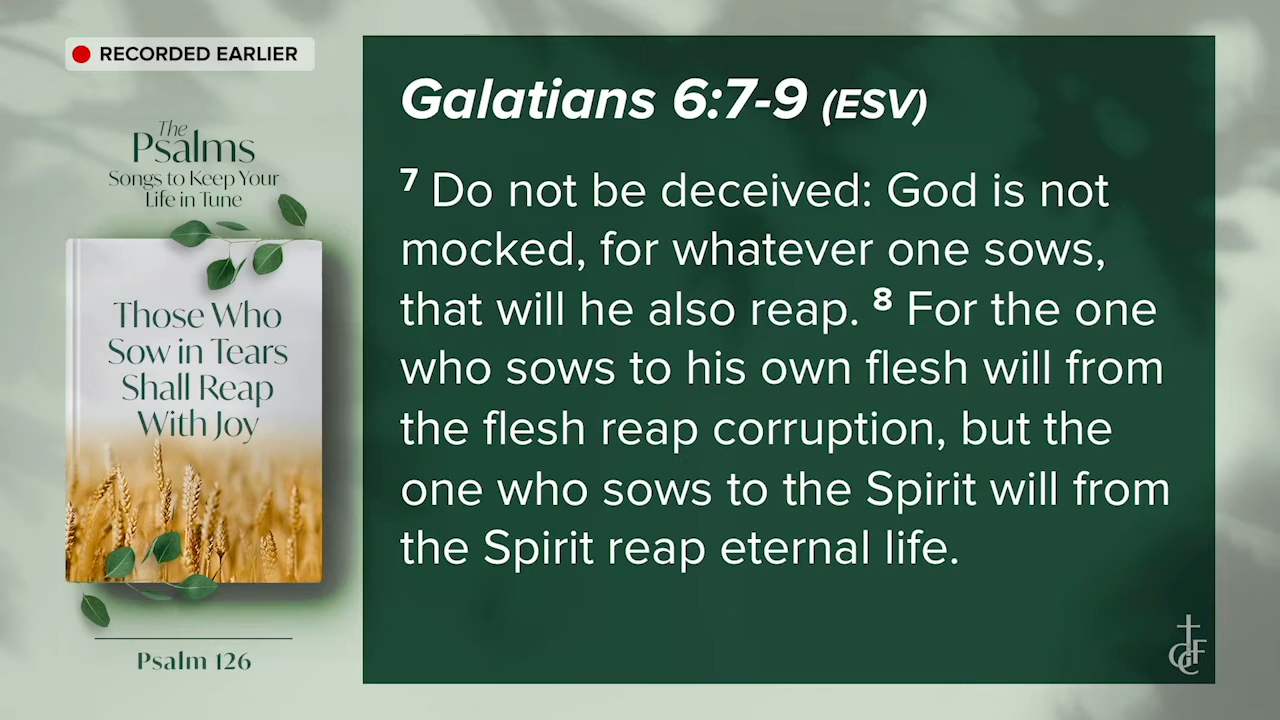 RECORDED EARLIER
The
Psalms
Songs to Keep Your
Life in Tune
Those Who
Sow in Tears
Shall Reap
With Joy
Psalm 126
Galatians 6:7-9 (ESV)
7 Do not be deceived: God is not
mocked, for whatever one sows,
that will he also reap. 8 For the one
who sows to his own flesh will from
the flesh reap corruption, but the
one who sows to the Spirit will from
the Spirit reap eternal life.
GCF